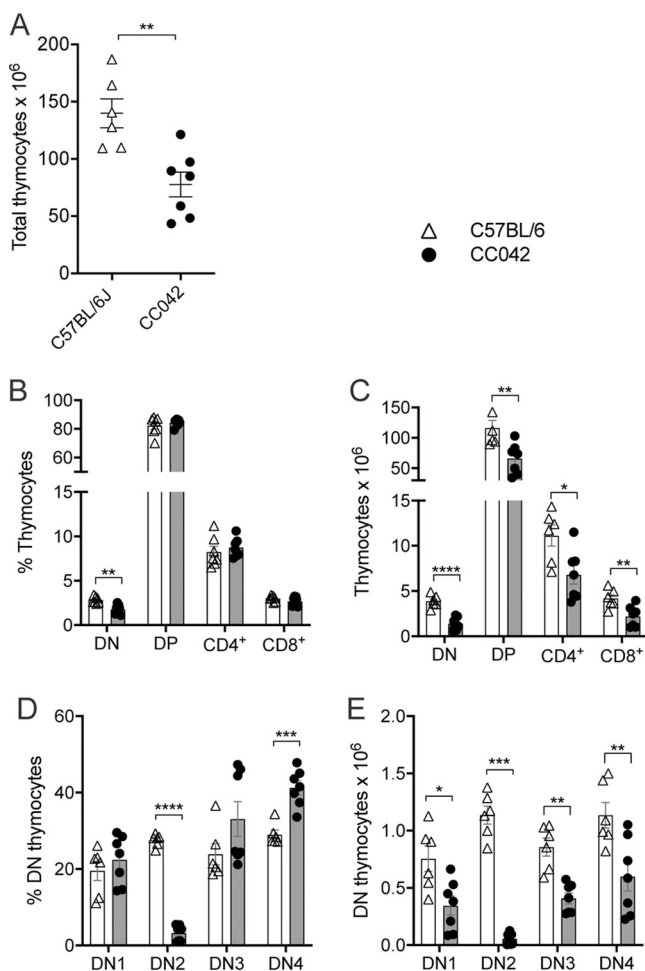 A
**
Total thymocytes x 10⁶
200
150
100
50
0
C57BL/6J
CC042
C57BL/6
CC042
B
% Thymocytes
100
80
60
15
10
5
0
**
DN
DP
CD4⁺
CD8⁺
C
Thymocytes x 10⁶
150
100
50
15
10
5
0
****
**
*
**
DN
DP
CD4⁺
CD8⁺
D
% DN thymocytes
60
40
20
0
****
***
DN1
DN2
DN3
DN4
E
DN thymocytes x 10⁶
2.0
1.5
1.0
0.5
0.0
*
***
**
**
DN1
DN2
DN3
DN4